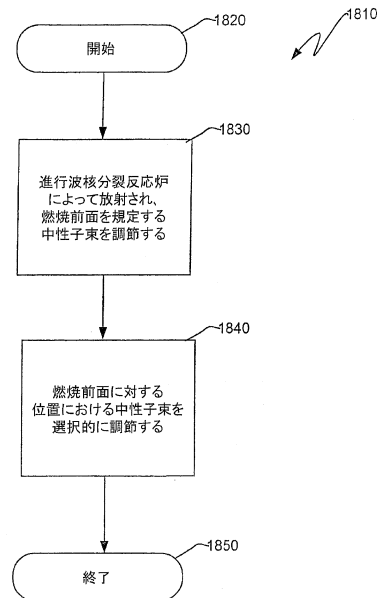 1810
1820
開始
1830
進行波核分裂反応炉
によって放射され、
燃焼前面を規定する
中性子束を調節する
1840
燃焼前面に対する
位置における中性子束を
選択的に調節する
1850
終了